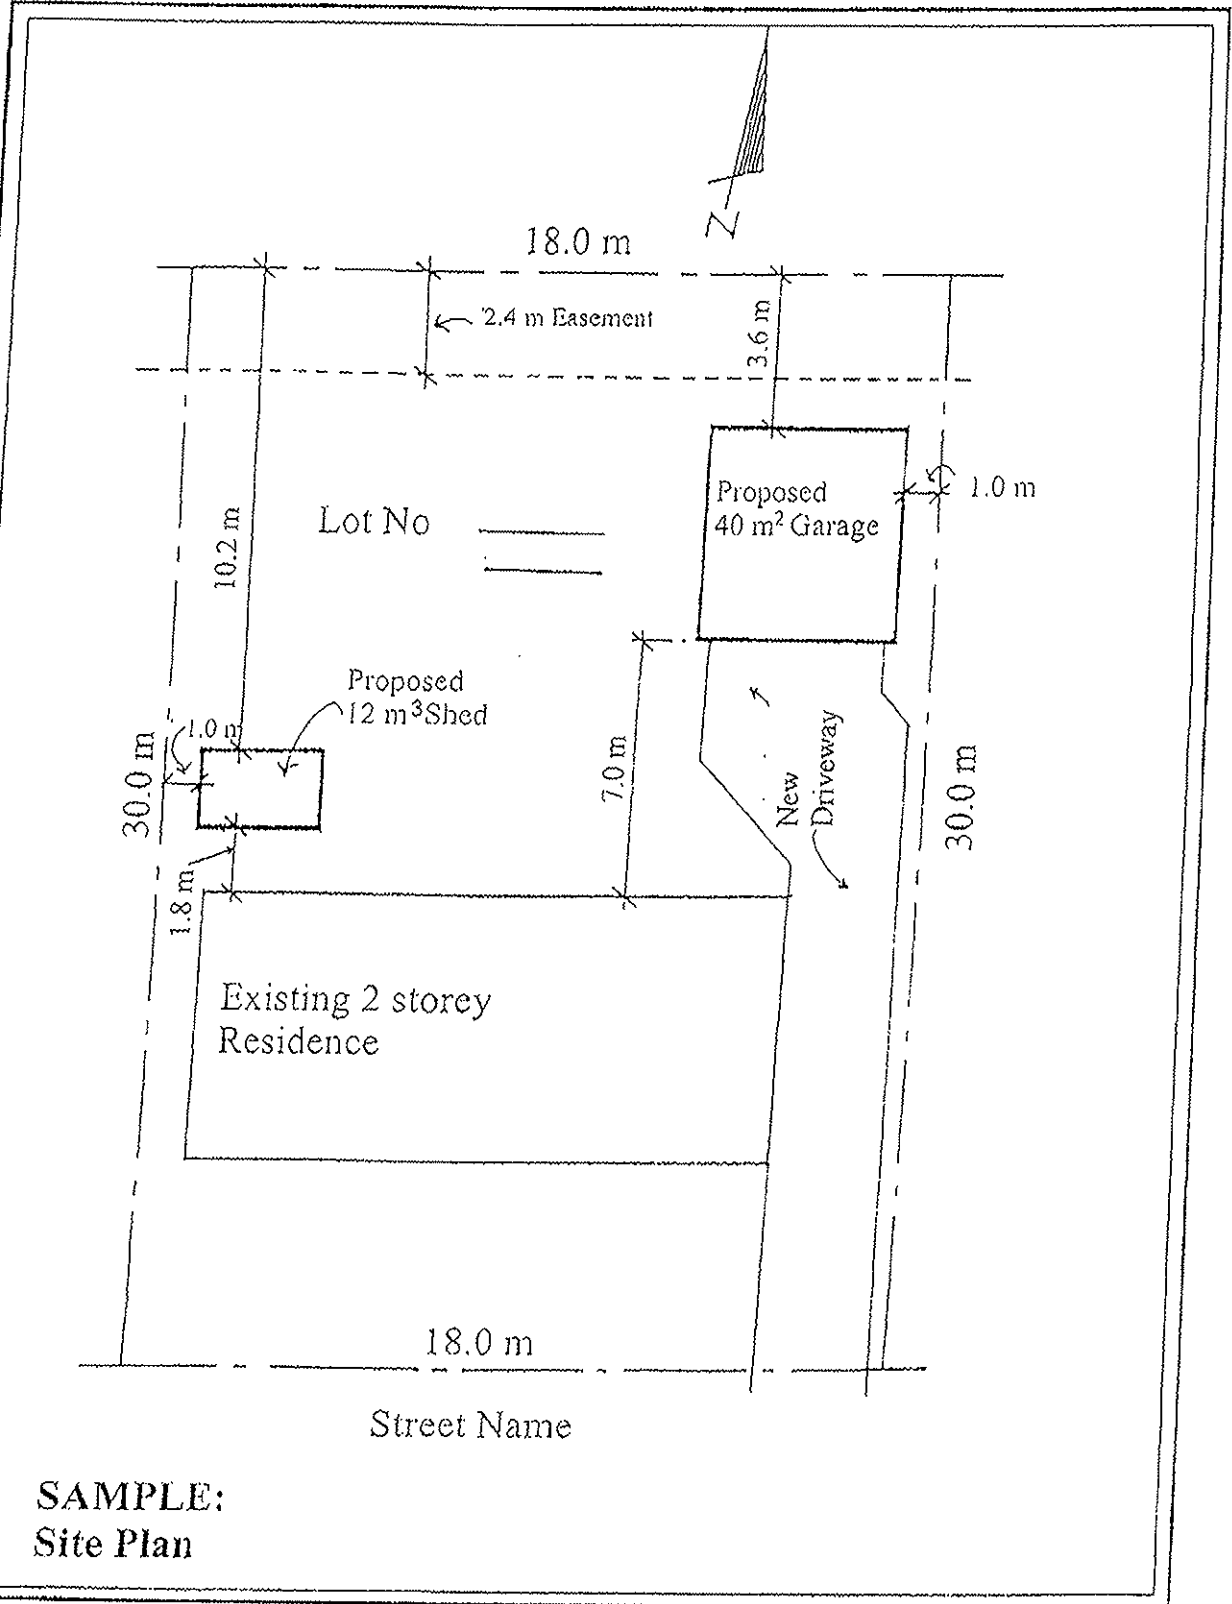 N
18.0 m
2.4 m Easement
3.6 m
Proposed
40 m² Garage
1.0 m
Lot No
10.2 m
Proposed
12 m³ Shed
1.0 m
30.0 m
7.0 m
New
Driveway
30.0 m
1.8 m
Existing 2 storey
Residence
18.0 m
Street Name
SAMPLE:
Site Plan